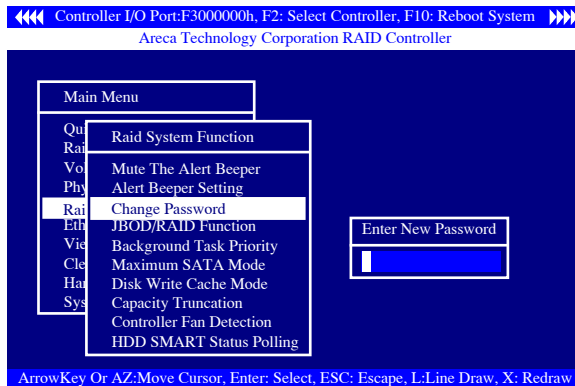 Controller I/O Port:F3000000h, F2: Select Controller, F10: Reboot System
Areca Technology Corporation RAID Controller
Main Menu
Qu
Rai
Vol
Phy
Rai
Eth
Vie
Cle
Har
Sys
Raid System Function
Mute The Alert Beeper
Alert Beeper Setting
Change Password
JBOD/RAID Function
Background Task Priority
Maximum SATA Mode
Disk Write Cache Mode
Capacity Truncation
Controller Fan Detection
HDD SMART Status Polling
Enter New Password
ArrowKey Or AZ:Move Cursor, Enter: Select, ESC: Escape, L:Line Draw, X: Redraw